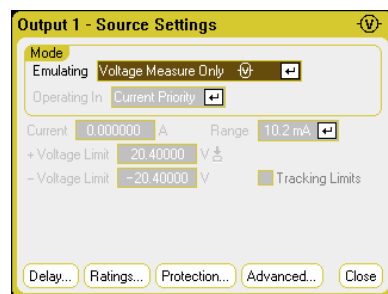 Output 1 - Source Settings
Mode
Emulating Voltage Measure Only
Operating In Current Priority
Current 0.000000 A Range 10.2 mA
+ Voltage Limit 20.40000 V
- Voltage Limit -20.40000 V Tracking Limits
Delay... Ratings... Protection... Advanced... Close